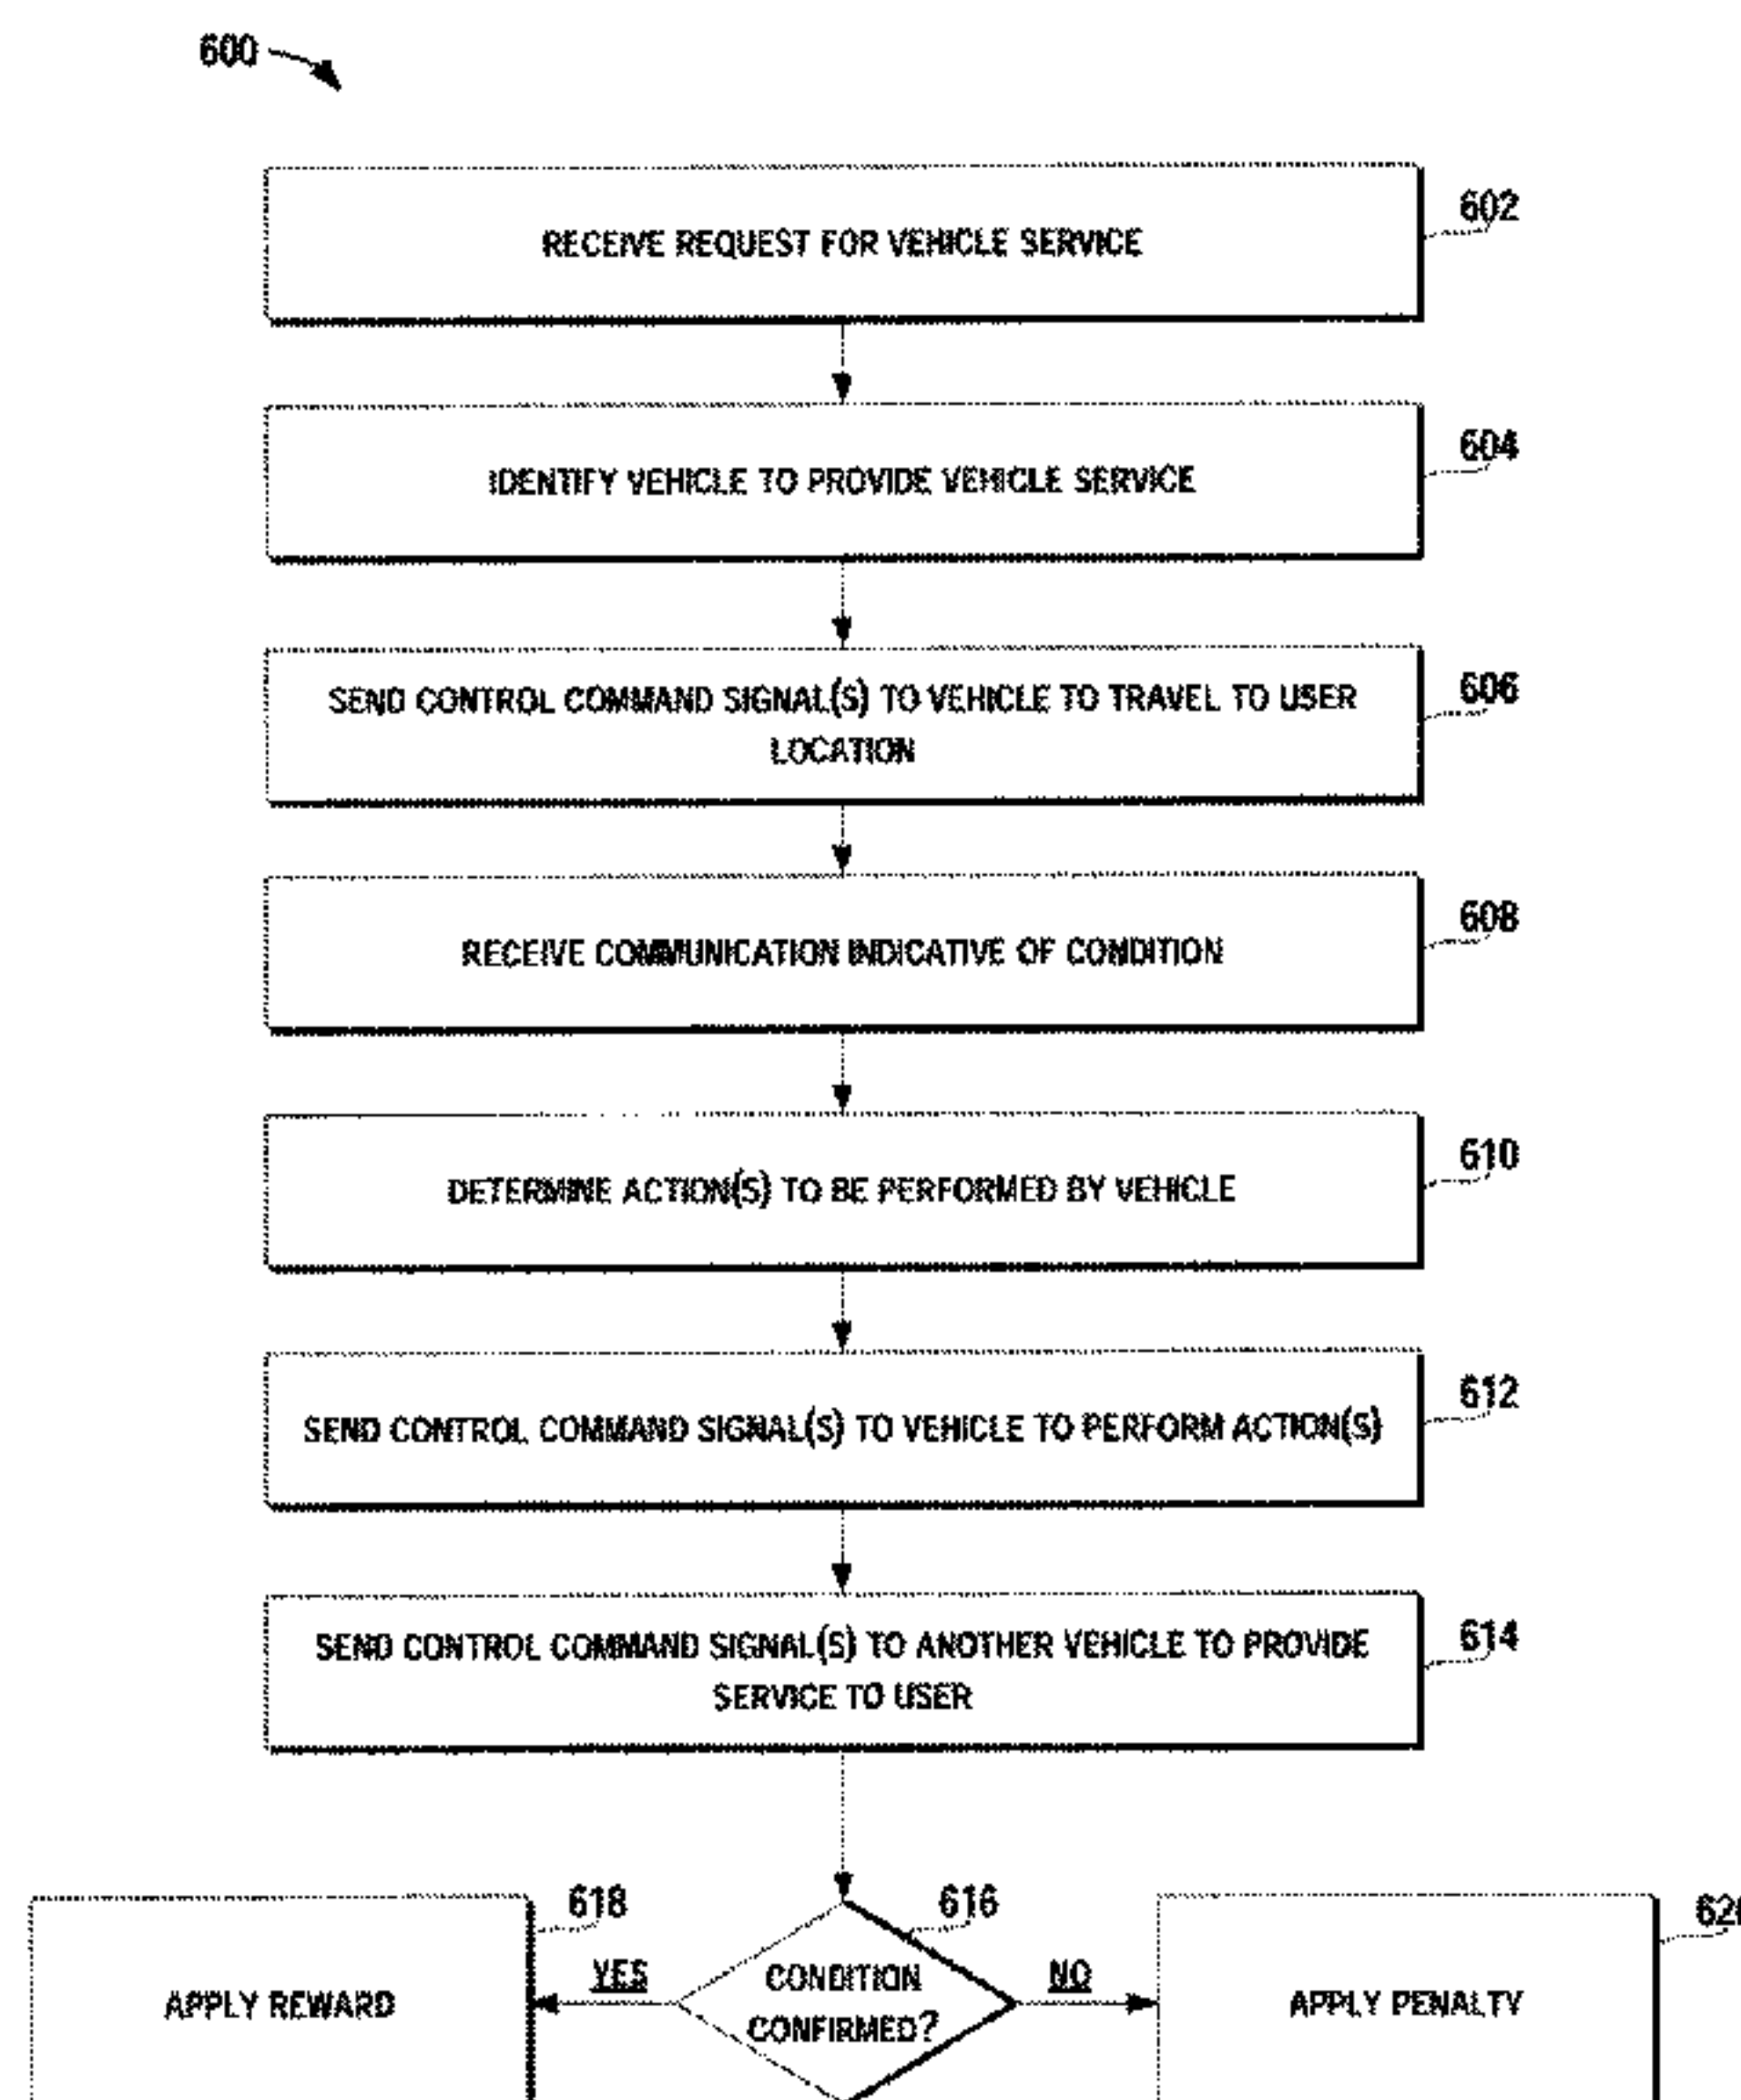 600
RECEIVE REQUEST FOR VEHICLE SERVICE
602
IDENTIFY VEHICLE TO PROVIDE VEHICLE SERVICE
604
SEND CONTROL COMMAND SIGNAL(S) TO VEHICLE TO TRAVEL TO USER
LOCATION
606
RECEIVE COMMUNICATION INDICATIVE OF CONDITION
608
DETERMINE ACTION(S) TO BE PERFORMED BY VEHICLE
610
SEND CONTROL COMMAND SIGNAL(S) TO VEHICLE TO PERFORM ACTION(S)
612
SEND CONTROL COMMAND SIGNAL(S) TO ANOTHER VEHICLE TO PROVIDE
SERVICE TO USER
614
618
616
YES
CONDITION
CONFIRMED?
NO
APPLY REWARD
APPLY PENALTY